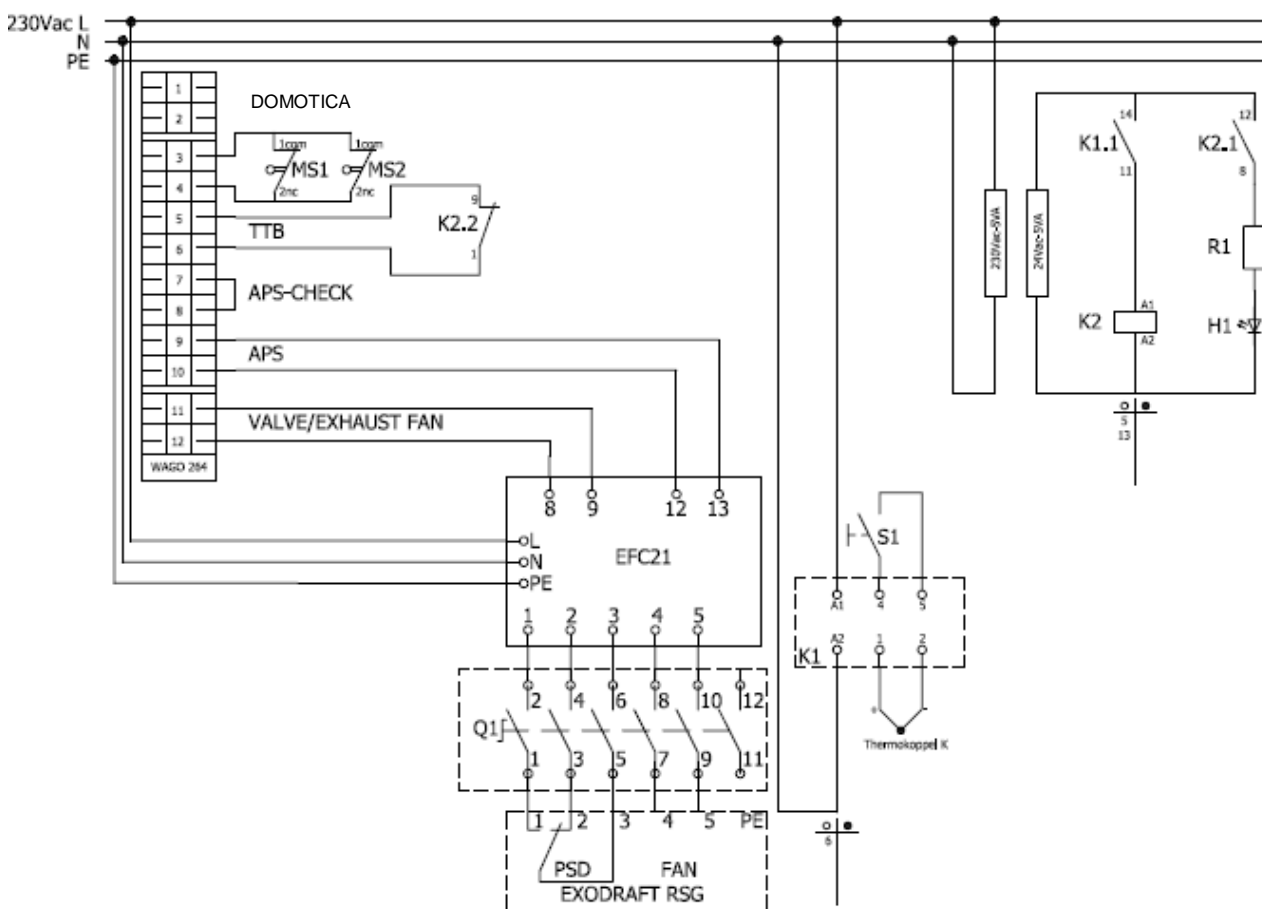 230Vac L
N
PE
1
2
DOMOTICA
3
1com
1com
MS1
MS2
4
2nc
2nc
5
9
TTB
K2.2
6
1
7
APS-CHECK
8
9
APS
10
11
VALVE/EXHAUST FAN
12
WAGO 264
8 9 12 13
L
N
PE
EFC21
1 2 3 4 5
2 4 6 8 10 12
Q1
1 3 5 7 9 11
1 2 3 4 5 PE
PSD FAN
EXODRAFT RSG
S1
A1 4 5
A2 1 2
K1
+ -
Thermokoppel K
6
230Vac-5VA
24Vac-5VA
14
K1.1
11
12
K2.1
8
R1
K2
A1
A2
H1
5
13